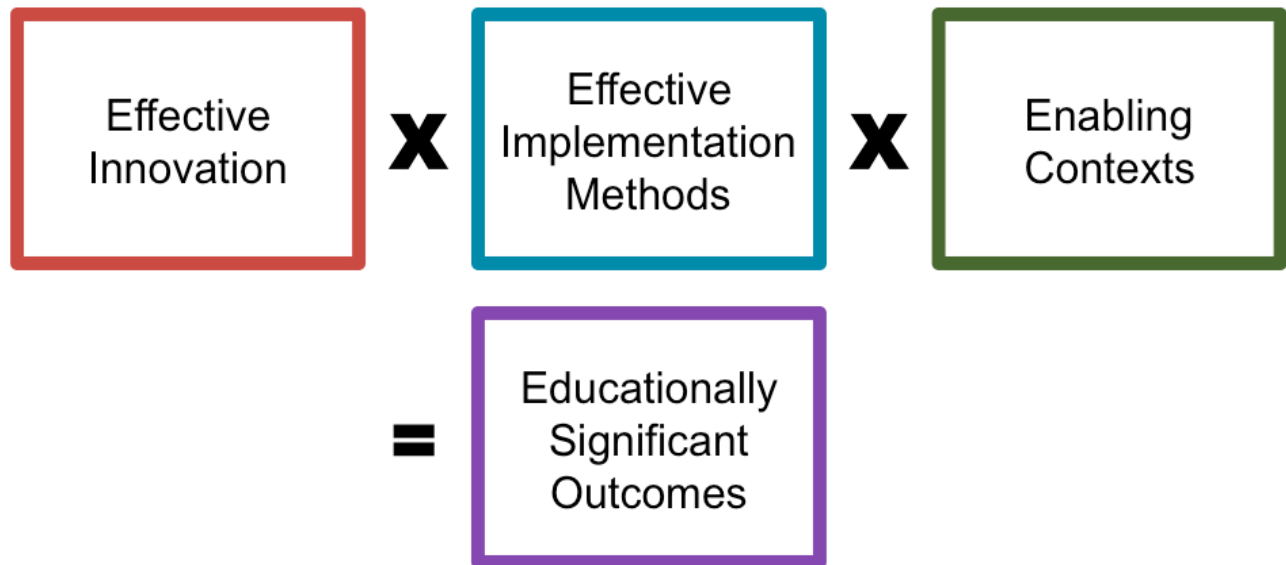 Effective
Innovation
X
Effective
Implementation
Methods
X
Enabling
Contexts
=
Educationally
Significant
Outcomes